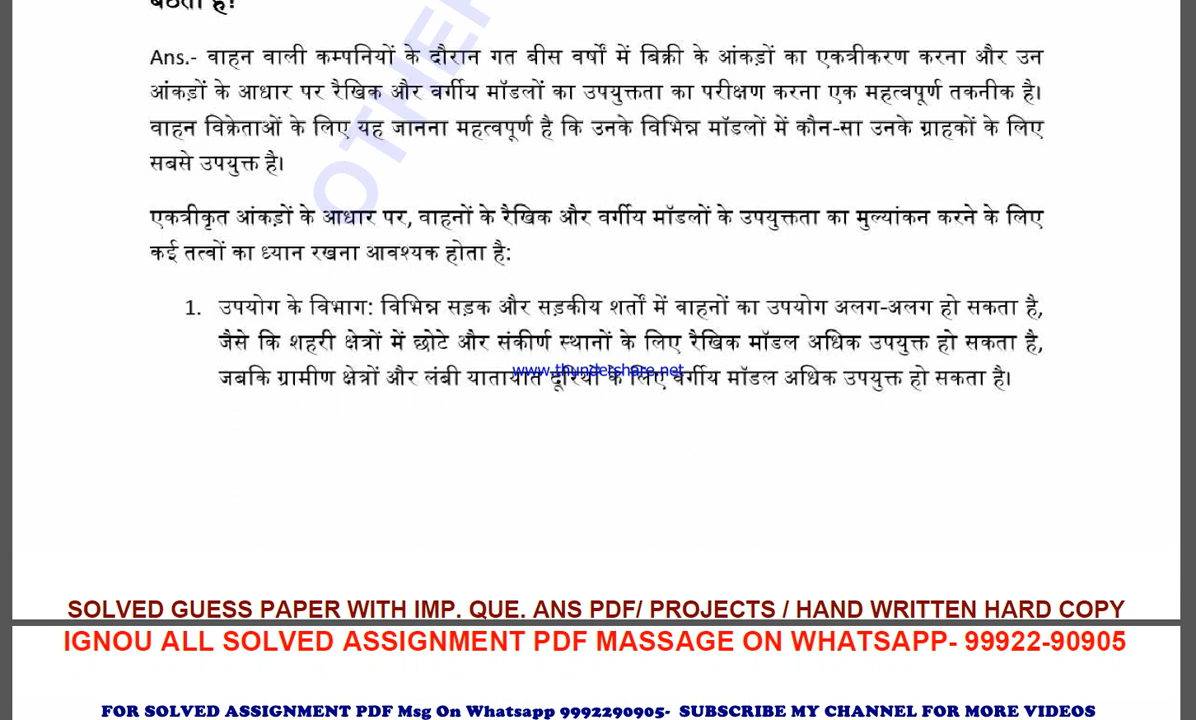 बैठता है?
Ans.- वाहन वाली कम्पनियों के दौरान गत बीस वर्षों में बिक्री के आंकड़ों का एकत्रीकरण करना और उन
आंकड़ों के आधार पर रैखिक और वर्गीय मॉडलों का उपयुक्तता का परीक्षण करना एक महत्वपूर्ण तकनीक है।
वाहन विक्रेताओं के लिए यह जानना महत्वपूर्ण है कि उनके विभिन्न मॉडलों में कौन-सा उनके ग्राहकों के लिए
सबसे उपयुक्त है।
OTHER
एकत्रीकृत आंकड़ों के आधार पर, वाहनों के रैखिक और वर्गीय मॉडलों के उपयुक्तता का मुल्यांकन करने के लिए
कई तत्वों का ध्यान रखना आवश्यक होता है:
1. उपयोग के विभाग: विभिन्न सड़क और सड़कीय शर्तों में वाहनों का उपयोग अलग-अलग हो सकता है,
जैसे कि शहरी क्षेत्रों में छोटे और संकीर्ण स्थानों के लिए रैखिक मॉडल अधिक उपयुक्त हो सकता है,
जबकि ग्रामीण क्षेत्रों और लंबी यातायात दूरियों के लिए वर्गीय मॉडल अधिक उपयुक्त हो सकता है।
www.thundershare.net
SOLVED GUESS PAPER WITH IMP. QUE. ANS PDF/ PROJECTS / HAND WRITTEN HARD COPY
IGNOU ALL SOLVED ASSIGNMENT PDF MASSAGE ON WHATSAPP- 99922-90905
FOR SOLVED ASSIGNMENT PDF Msg On Whatsapp 9992290905- SUBSCRIBE MY CHANNEL FOR MORE VIDEOS